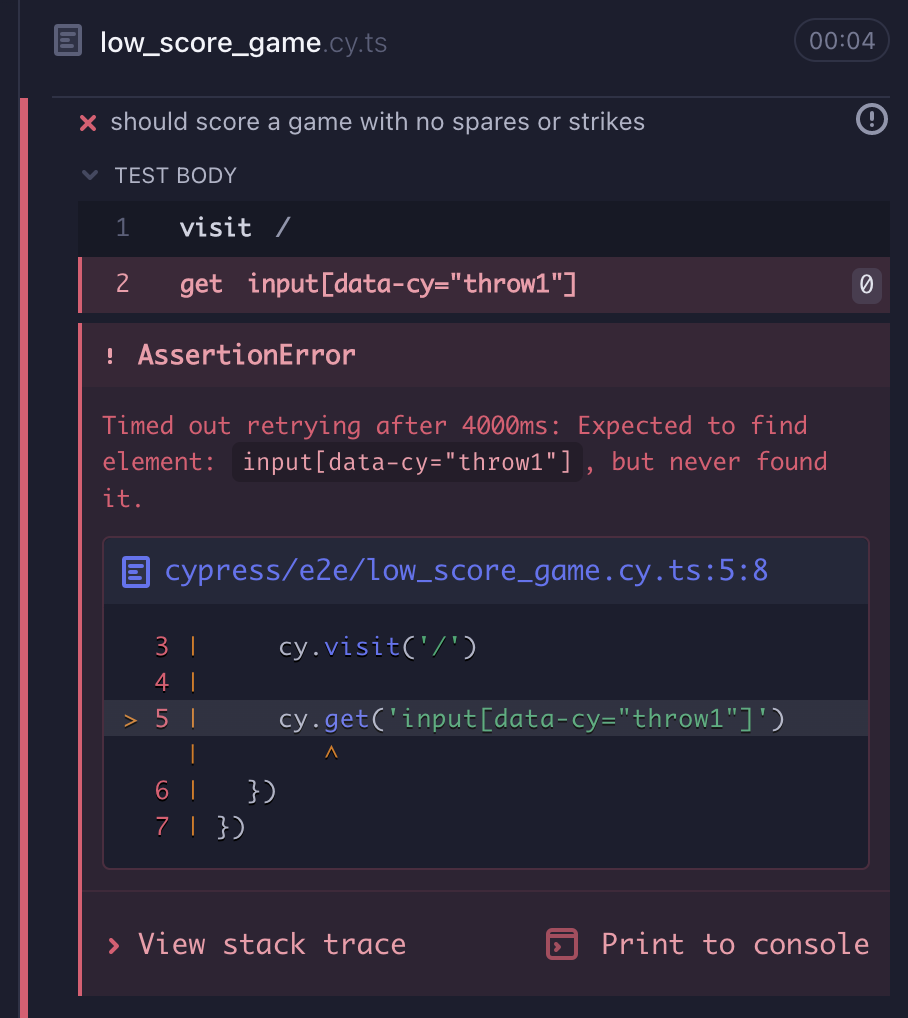 low_score_game.cy.ts 00:04
should score a game with no spares or strikes
TEST BODY
1 visit /
2 get input[data-cy="throw1"] 0
! AssertionError
Timed out retrying after 4000ms: Expected to find
element: input[data-cy="throw1"], but never found
it.
cypress/e2e/low_score_game.cy.ts:5:8
3 | cy.visit('/')
4 |
> 5 | cy.get('input[data-cy="throw1"]')
| ^
6 | })
7 | })
View stack trace Print to console